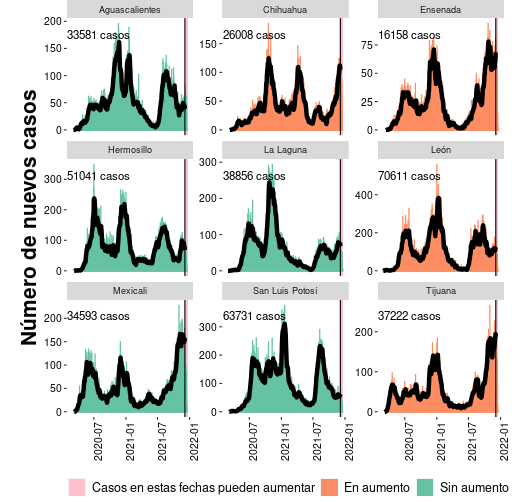 Número de nuevos casos
Aguascalientes
Chihuahua
Ensenada
33581 casos
26008 casos
16158 casos
200
150
100
50
0
150
100
50
0
75
50
25
0
Hermosillo
La Laguna
León
51041 casos
38856 casos
70611 casos
300
200
100
0
300
200
100
0
400
200
0
Mexicali
San Luis Potosí
Tijuana
34593 casos
63731 casos
37222 casos
200
150
100
50
0
300
200
100
0
200
100
0
2020-07
2021-01
2021-07
2022-01
2020-07
2021-01
2021-07
2022-01
2020-07
2021-01
2021-07
2022-01
Casos en estas fechas pueden aumentar
En aumento
Sin aumento